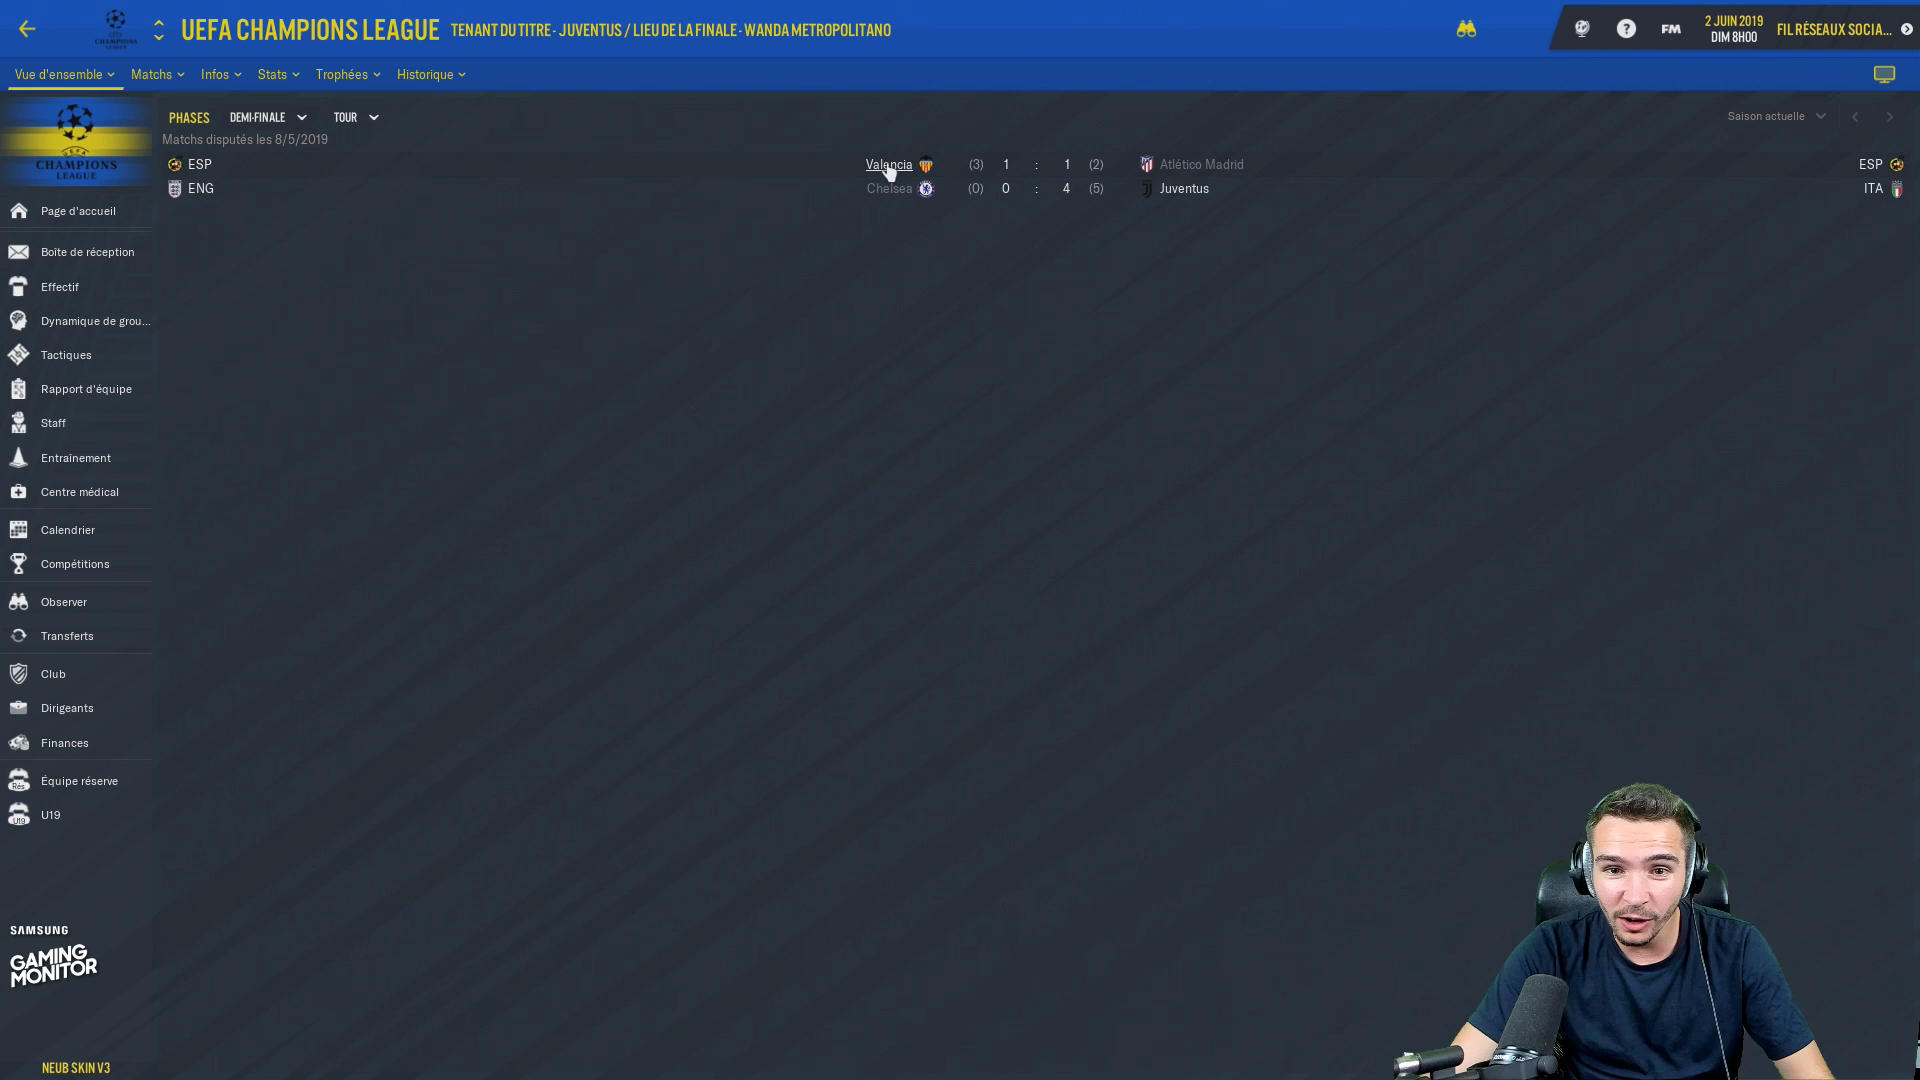 UEFA CHAMPIONS LEAGUE TENANT DU TITRE - JUVENTUS / LIEU DE LA FINALE - WANDA METROPOLITANO
FM
2 JUIN 2019
DIM 8H00
FIL RÉSEAUX SOCIA...
Vue d'ensemble Matchs Infos Stats Trophées Historique
UEFA
CHAMPIONS
LEAGUE
PHASES DEMI-FINALE TOUR
Saison actuelle
Matchs disputés les 8/5/2019
ESP Valencia (3) 1 : 1 (2) Atlético Madrid ESP
ENG Chelsea (0) 0 : 4 (5) Juventus ITA
Page d'accueil
Boîte de réception
Effectif
Dynamique de grou...
Tactiques
Rapport d'équipe
Staff
Entraînement
Centre médical
Calendrier
Compétitions
Observer
Transferts
Club
Dirigeants
Finances
Rés Équipe réserve
U19 U19
SAMSUNG
GAMING
MONITOR
NEUB SKIN V3